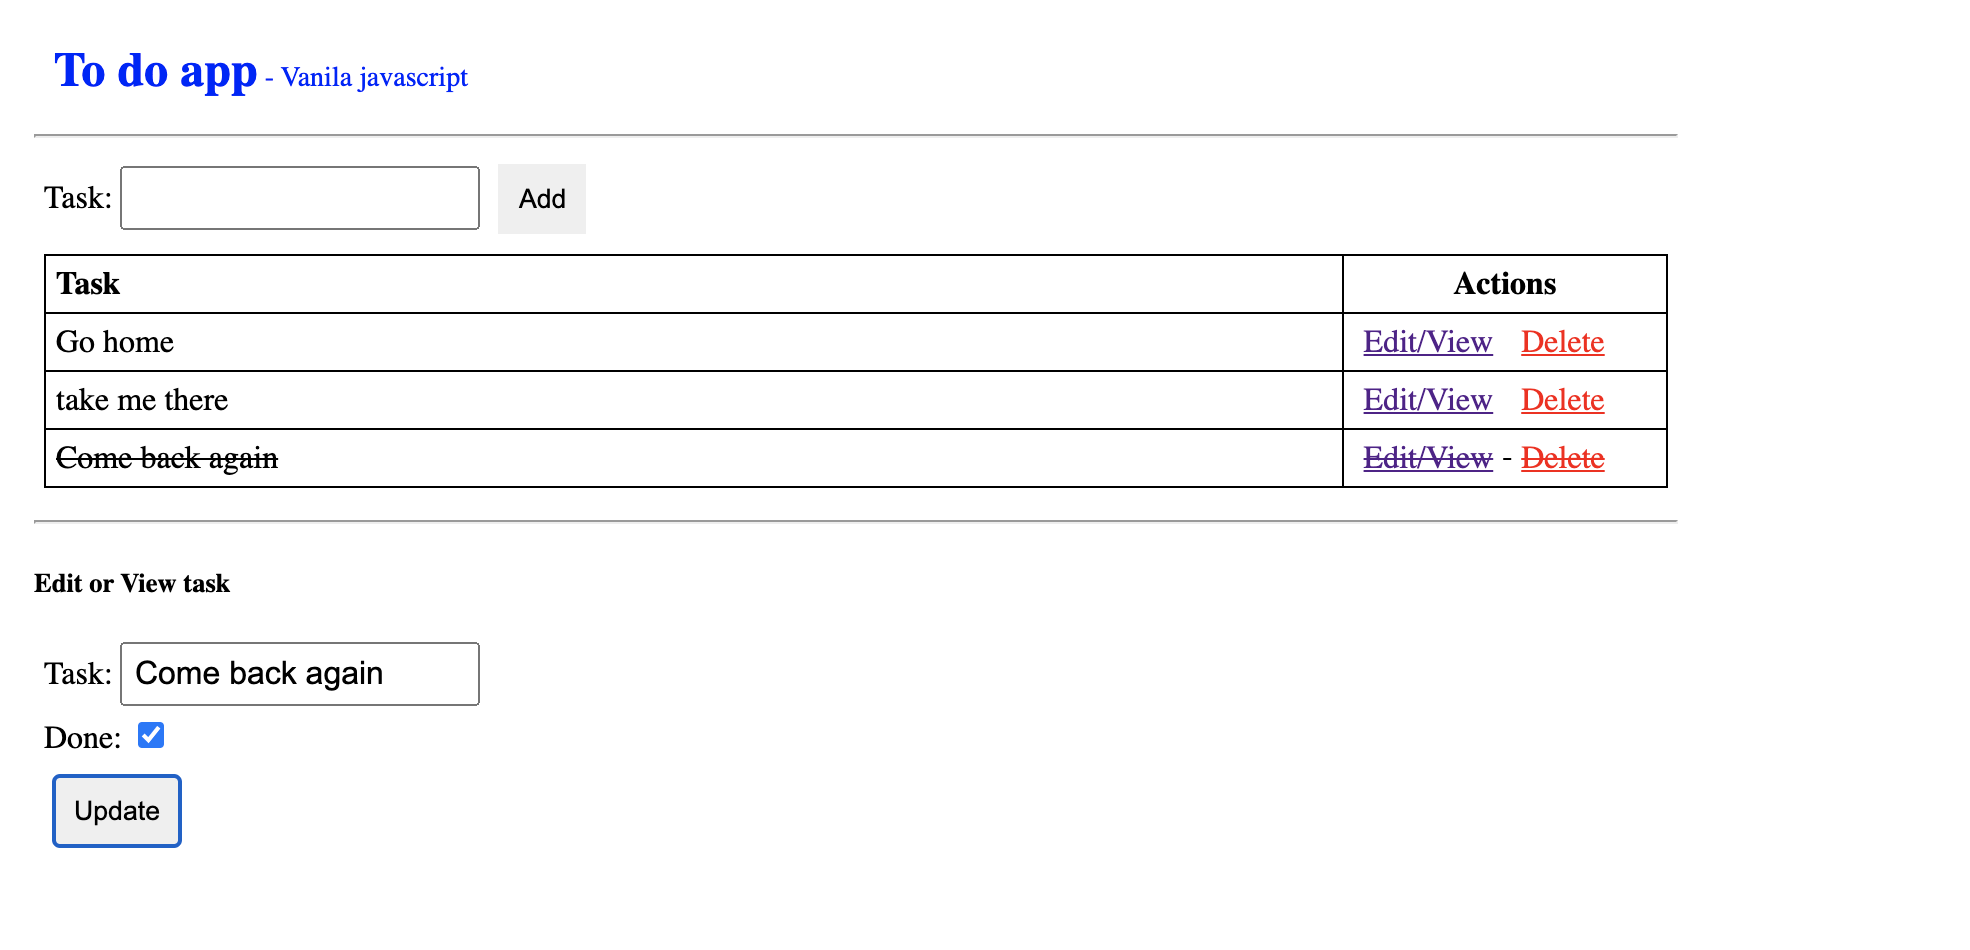 To do app - Vanila javascript
Task:
Add
Task Actions
Go home Edit/View Delete
take me there Edit/View Delete
Come back again Edit/View - Delete
Edit or View task
Task: Come back again
Done:
Update